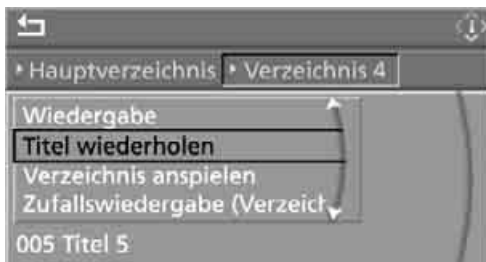 Hauptverzeichnis Verzeichnis 4
Wiedergabe
Titel wiederholen
Verzeichnis anspielen
Zufallswiedergabe (Verzeich
005 Titel 5